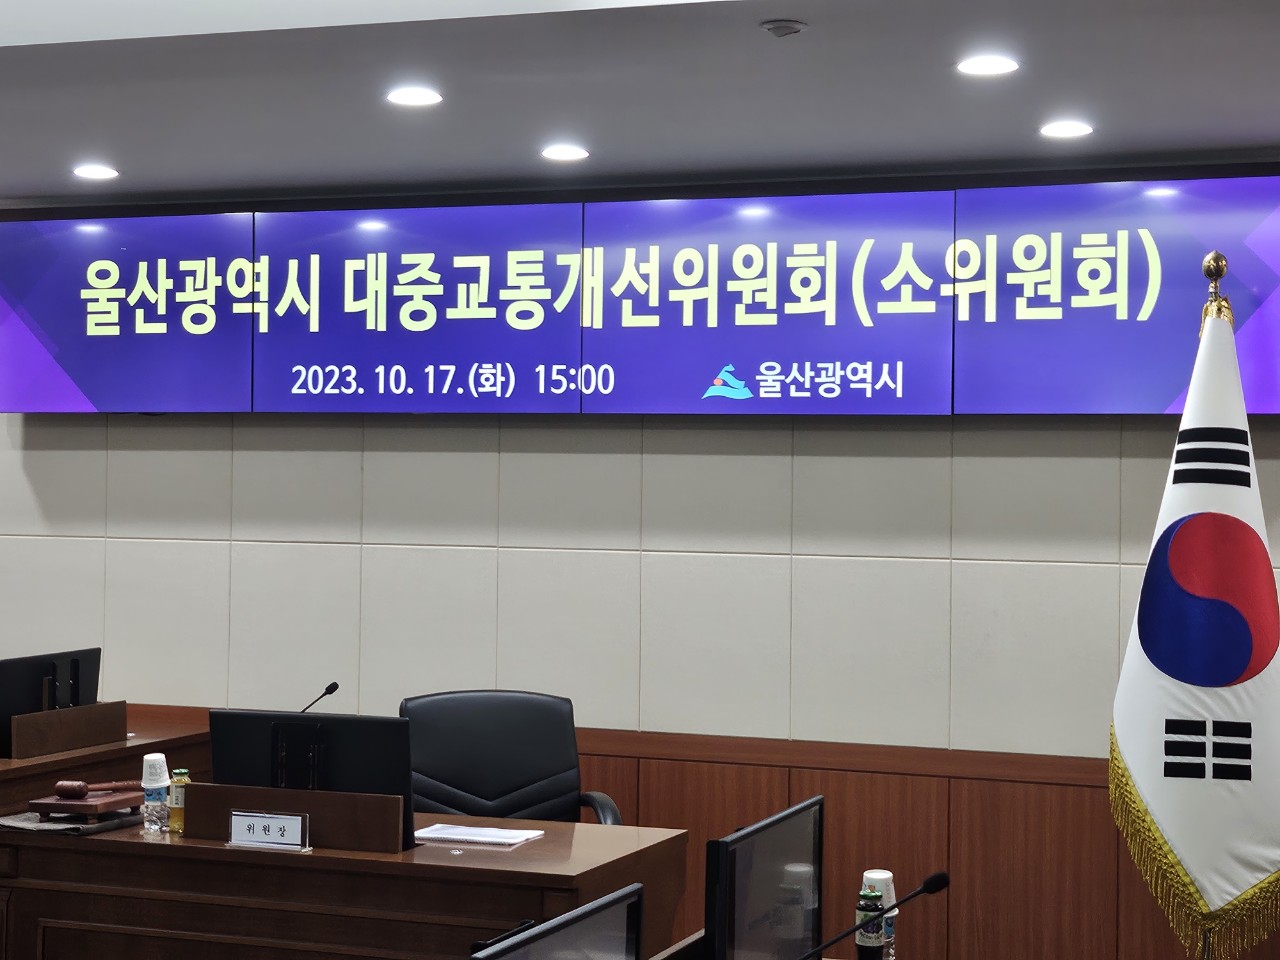 울산광역시 대중교통개선위원회(소위원회)
2023. 10. 17.(화) 15:00
울산광역시
위원장